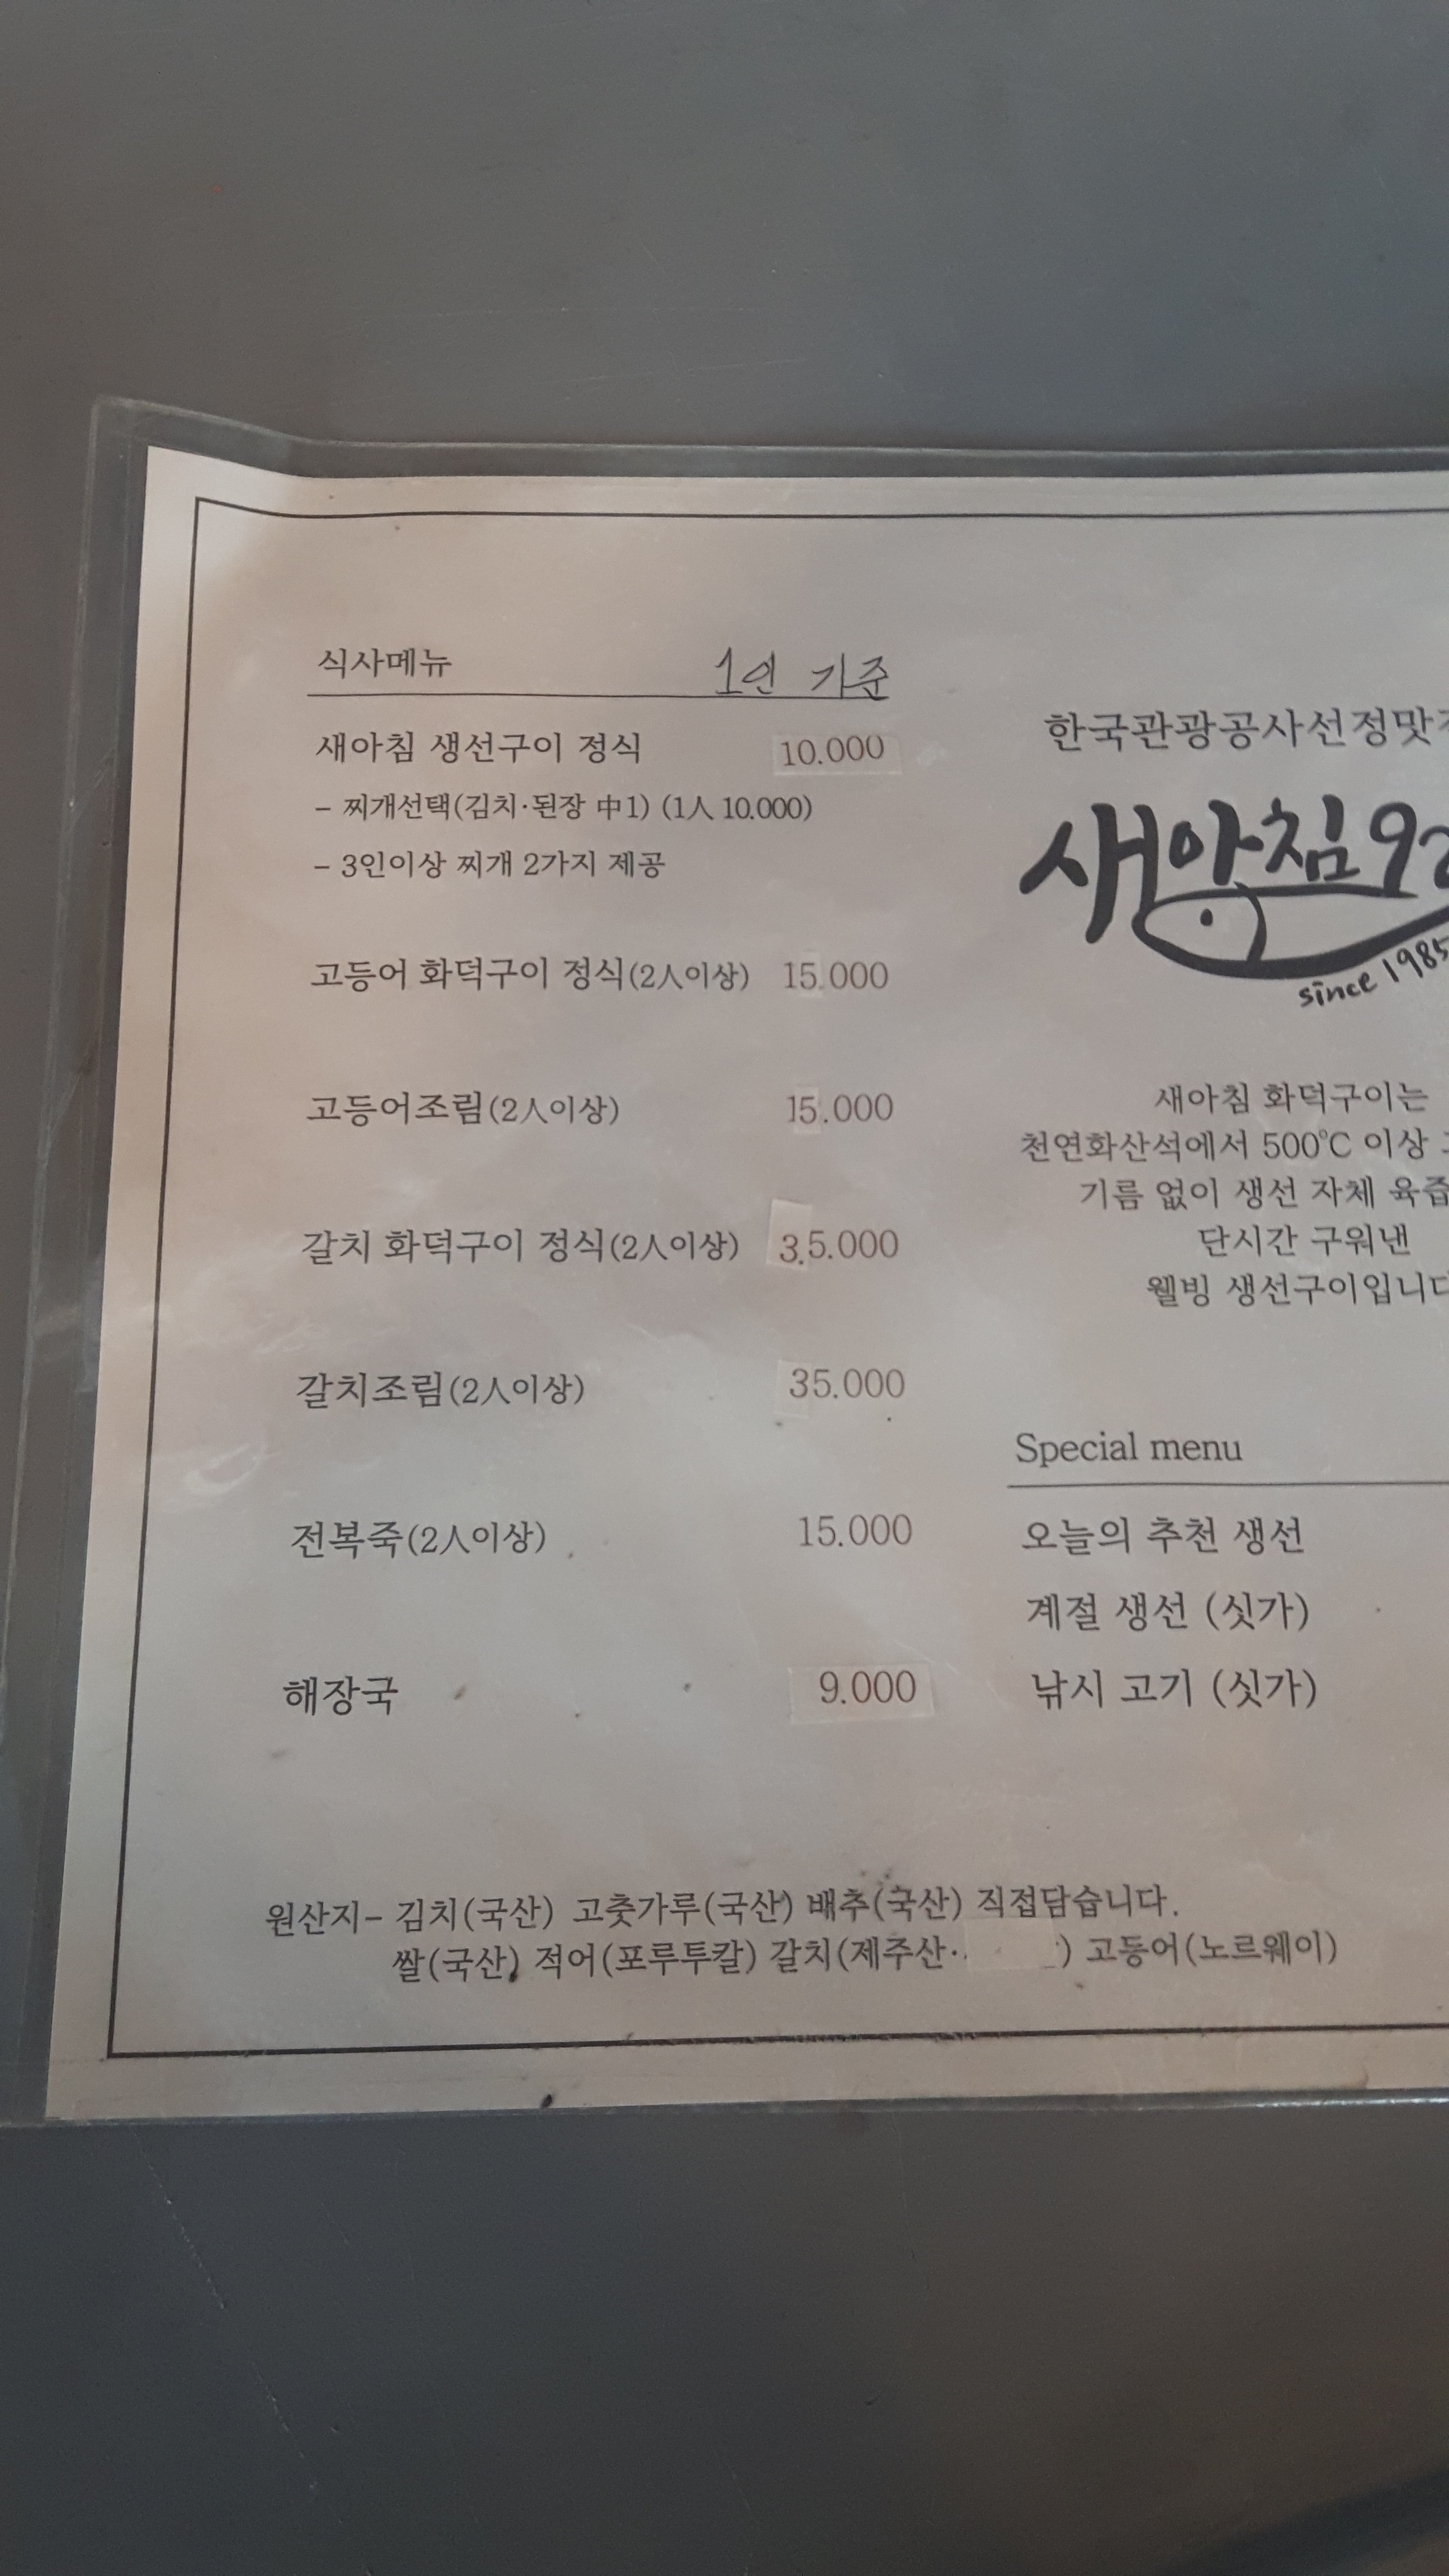 식사메뉴 1인 기준
새아침 생선구이 정식 10.000
- 찌개선택(김치·된장 中1) (1人 10.000)
- 3인이상 찌개 2가지 제공
고등어 화덕구이 정식(2人이상) 15.000
고등어조림(2人이상) 15.000
갈치 화덕구이 정식(2人이상) 3.5.000
갈치조림(2人이상) 35.000
전복죽(2人이상) 15.000
해장국 9.000
한국관광공사선정맛
새아침
since 1985
새아침 화덕구이는
천연화산석에서 500℃ 이상
기름 없이 생선 자체 육즙
단시간 구워낸
웰빙 생선구이입니다
Special menu
오늘의 추천 생선
계절 생선 (싯가)
낚시 고기 (싯가)
원산지- 김치(국산) 고춧가루(국산) 배추(국산) 직접담습니다.
쌀(국산) 적어(포루투칼) 갈치(제주산· ) 고등어(노르웨이)